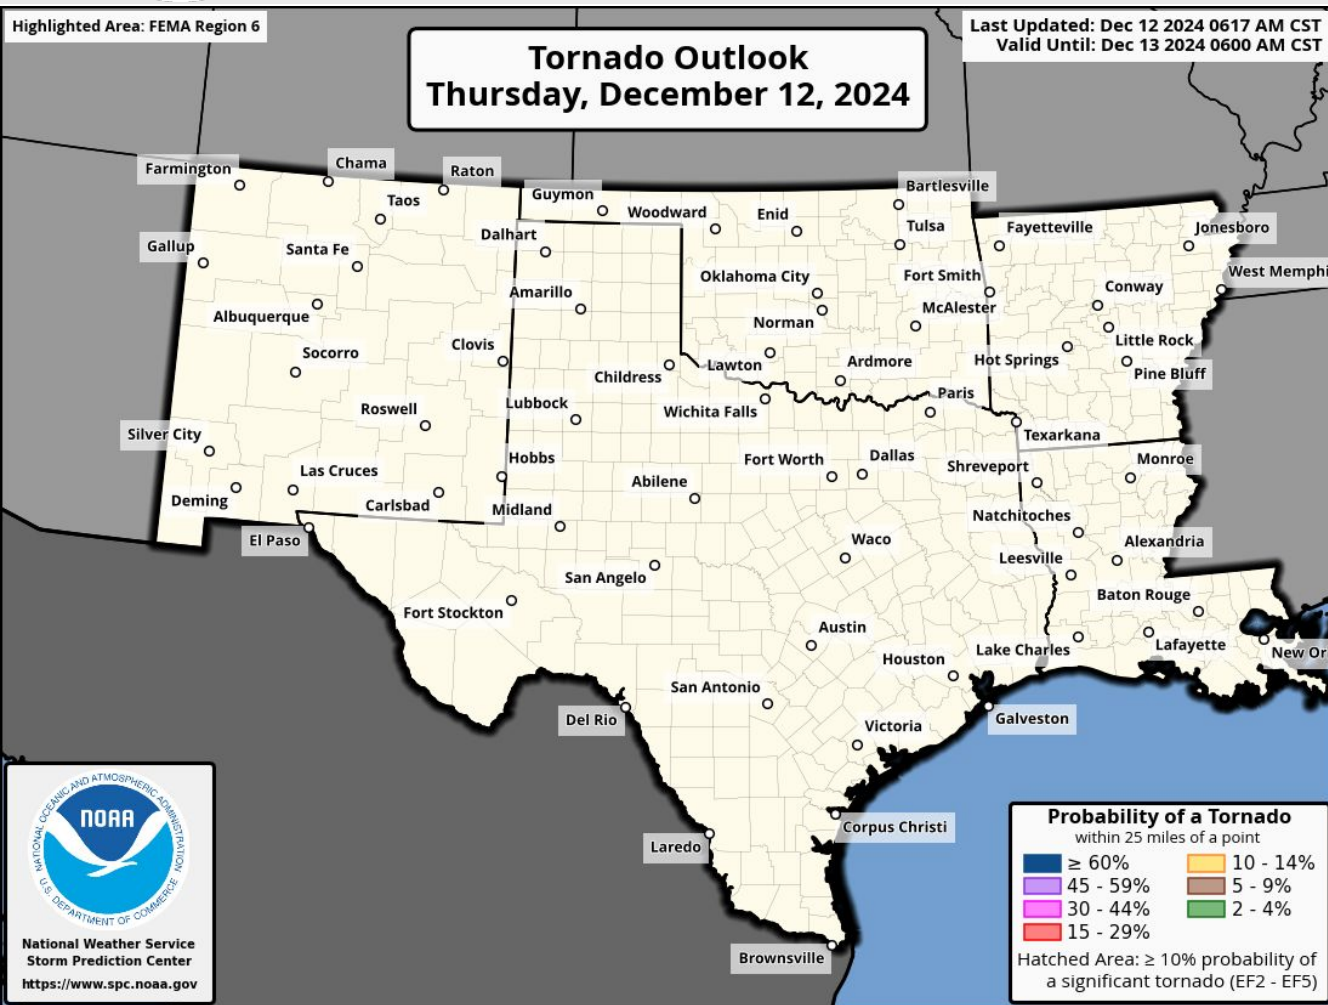 Highlighted Area: FEMA Region 6
Last Updated: Dec 12 2024 0617 AM CST
Valid Until: Dec 13 2024 0600 AM CST
Tornado Outlook
Thursday, December 12, 2024
Farmington
Chama
Raton
Taos
Guymon
Woodward
Enid
Bartlesville
Tulsa
Fayetteville
Jonesboro
Gallup
Santa Fe
Dalhart
Oklahoma City
Fort Smith
West Memphi
Albuquerque
Amarillo
Norman
McAlester
Conway
Socorro
Clovis
Childress
Lawton
Ardmore
Hot Springs
Little Rock
Pine Bluff
Roswell
Lubbock
Wichita Falls
Paris
Texarkana
Silver City
Las Cruces
Hobbs
Abilene
Fort Worth
Dallas
Shreveport
Monroe
Deming
Carlsbad
Midland
Natchitoches
El Paso
San Angelo
Waco
Leesville
Alexandria
Fort Stockton
Austin
Baton Rouge
Houston
Lake Charles
Lafayette
New Or
San Antonio
Del Rio
Victoria
Galveston
Laredo
Corpus Christi
Brownsville
NATIONAL OCEANIC AND ATMOSPHERIC ADMINISTRATION
NOAA
U.S. DEPARTMENT OF COMMERCE
National Weather Service
Storm Prediction Center
https://www.spc.noaa.gov
Probability of a Tornado
within 25 miles of a point
≥ 60%
10 - 14%
45 - 59%
5 - 9%
30 - 44%
2 - 4%
15 - 29%
Hatched Area: ≥ 10% probability of
a significant tornado (EF2 - EF5)